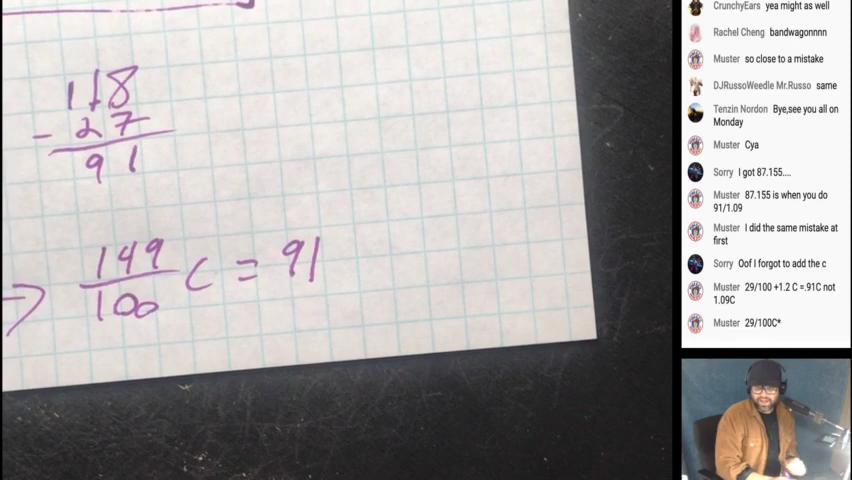 118
- 27
91
→ 149/100 C = 91
CrunchyEars yea might as well
Rachel Cheng bandwagonnnn
Muster so close to a mistake
DJRussoWeedle Mr.Russo same
Tenzin Nordon Bye,see you all on
Monday
Muster Cya
Sorry I got 87.155....
Muster 87.155 is when you do
91/1.09
Muster I did the same mistake at
first
Sorry Oof I forgot to add the c
Muster 29/100 +1.2 C =.91C not
1.09C
Muster 29/100C*